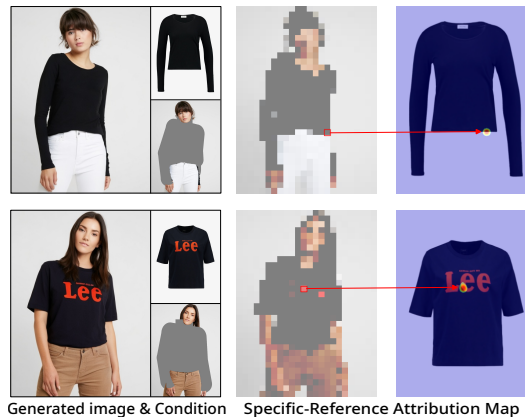 Lee
Lee
Lee
Generated image & Condition
Specific-Reference Attribution Map